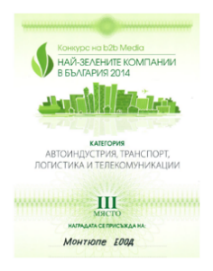 Конкурс на b2b Media
НАЙ-ЗЕЛЕНИТЕ КОМПАНИИ
В БЪЛГАРИЯ 2014
КАТЕГОРИЯ
АВТОИНДУСТРИЯ, ТРАНСПОРТ,
ЛОГИСТИКА И ТЕЛЕКОМУНИКАЦИИ
III
МЯСТО
НАГРАДАТА СЕ ПРИСЪЖДА НА:
Монтюпе ЕООД